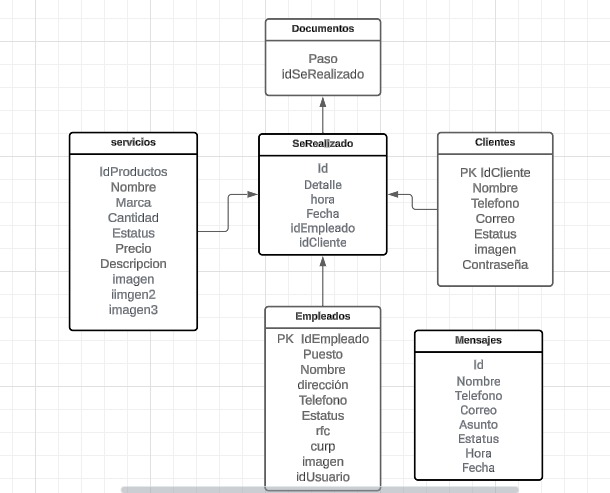 Documentos
Paso
idSeRealizado
servicios
IdProductos
Nombre
Marca
Cantidad
Estatus
Precio
Descripcion
imagen
iimgen2
imagen3
SeRealizado
Id
Detalle
hora
Fecha
idEmpleado
idCliente
Clientes
PK IdCliente
Nombre
Telefono
Correo
Estatus
imagen
Contraseña
Empleados
PK IdEmpleado
Puesto
Nombre
dirección
Telefono
Estatus
rfc
curp
imagen
idUsuario
Mensajes
Id
Nombre
Telefono
Correo
Asunto
Estatus
Hora
Fecha